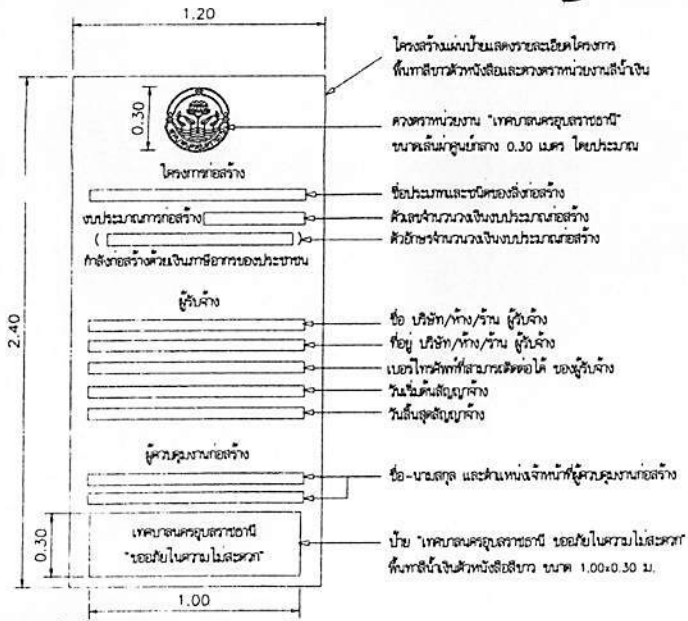 1.20
โครงสร้างแผ่นป้ายแสดงรายละเอียดโครงการ
พื้นทาสีขาวตัวหนังสือและดวงตราหน่วยงานสีน้ำเงิน
0.30
ดวงตราหน่วยงาน "เทศบาลนครอุบลราชธานี"
ขนาดเส้นผ่าศูนย์กลาง 0.30 เมตร โดยประมาณ
โครงการก่อสร้าง
ชื่อประเภทและชนิดของสิ่งก่อสร้าง
งบประมาณการก่อสร้าง
ตัวเลขจำนวนวงเงินงบประมาณก่อสร้าง
( )
ตัวอักษรจำนวนวงเงินงบประมาณก่อสร้าง
กำลังก่อสร้างด้วยเงินภาษีอากรของประชาชน
2.40
ผู้รับจ้าง
ชื่อ บริษัท/ห้าง/ร้าน ผู้รับจ้าง
ที่อยู่ บริษัท/ห้าง/ร้าน ผู้รับจ้าง
เบอร์โทรศัพท์ที่สามารถติดต่อได้ ของผู้รับจ้าง
วันเริ่มต้นสัญญาจ้าง
วันสิ้นสุดสัญญาจ้าง
ผู้ควบคุมงานก่อสร้าง
ชื่อ-นามสกุล และตำแหน่งเจ้าหน้าที่ผู้ควบคุมงานก่อสร้าง
0.30
เทศบาลนครอุบลราชธานี
"ขออภัยในความไม่สะดวก"
ป้าย "เทศบาลนครอุบลราชธานี ขออภัยในความไม่สะดวก"
พื้นทาสีน้ำเงินตัวหนังสือสีขาว ขนาด 1.00x0.30 ม.
1.00